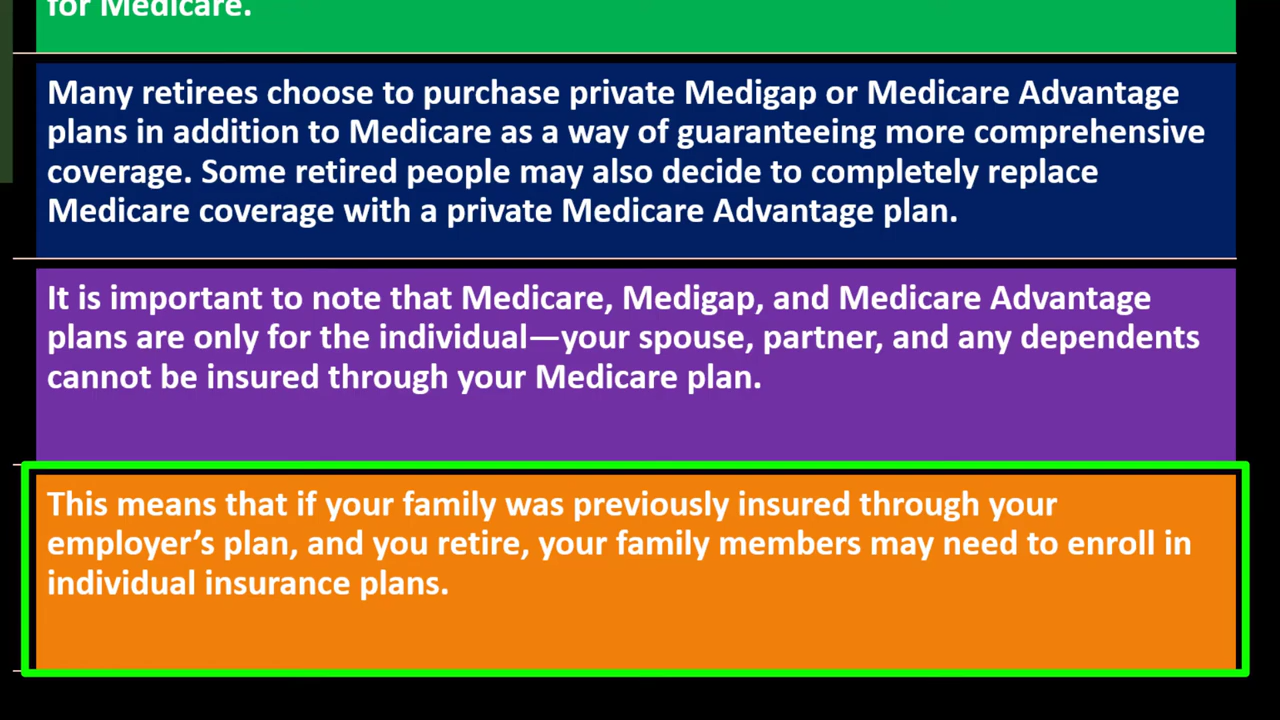 for Medicare.
Many retirees choose to purchase private Medigap or Medicare Advantage
plans in addition to Medicare as a way of guaranteeing more comprehensive
coverage. Some retired people may also decide to completely replace
Medicare coverage with a private Medicare Advantage plan.
It is important to note that Medicare, Medigap, and Medicare Advantage
plans are only for the individual—your spouse, partner, and any dependents
cannot be insured through your Medicare plan.
This means that if your family was previously insured through your
employer’s plan, and you retire, your family members may need to enroll in
individual insurance plans.